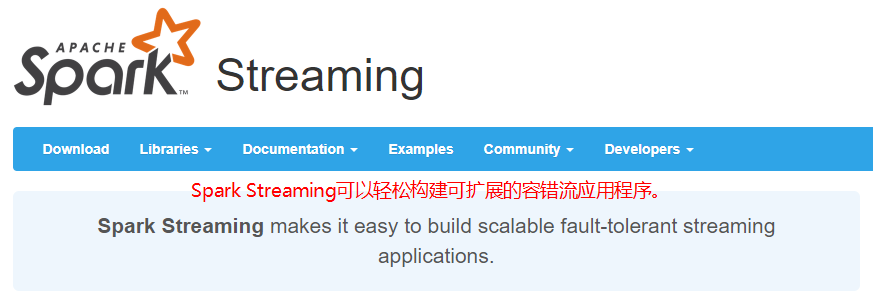 APACHE
Spark™ Streaming
Download Libraries Documentation Examples Community Developers
Spark Streaming可以轻松构建可扩展的容错流应用程序。
Spark Streaming makes it easy to build scalable fault-tolerant streaming
applications.